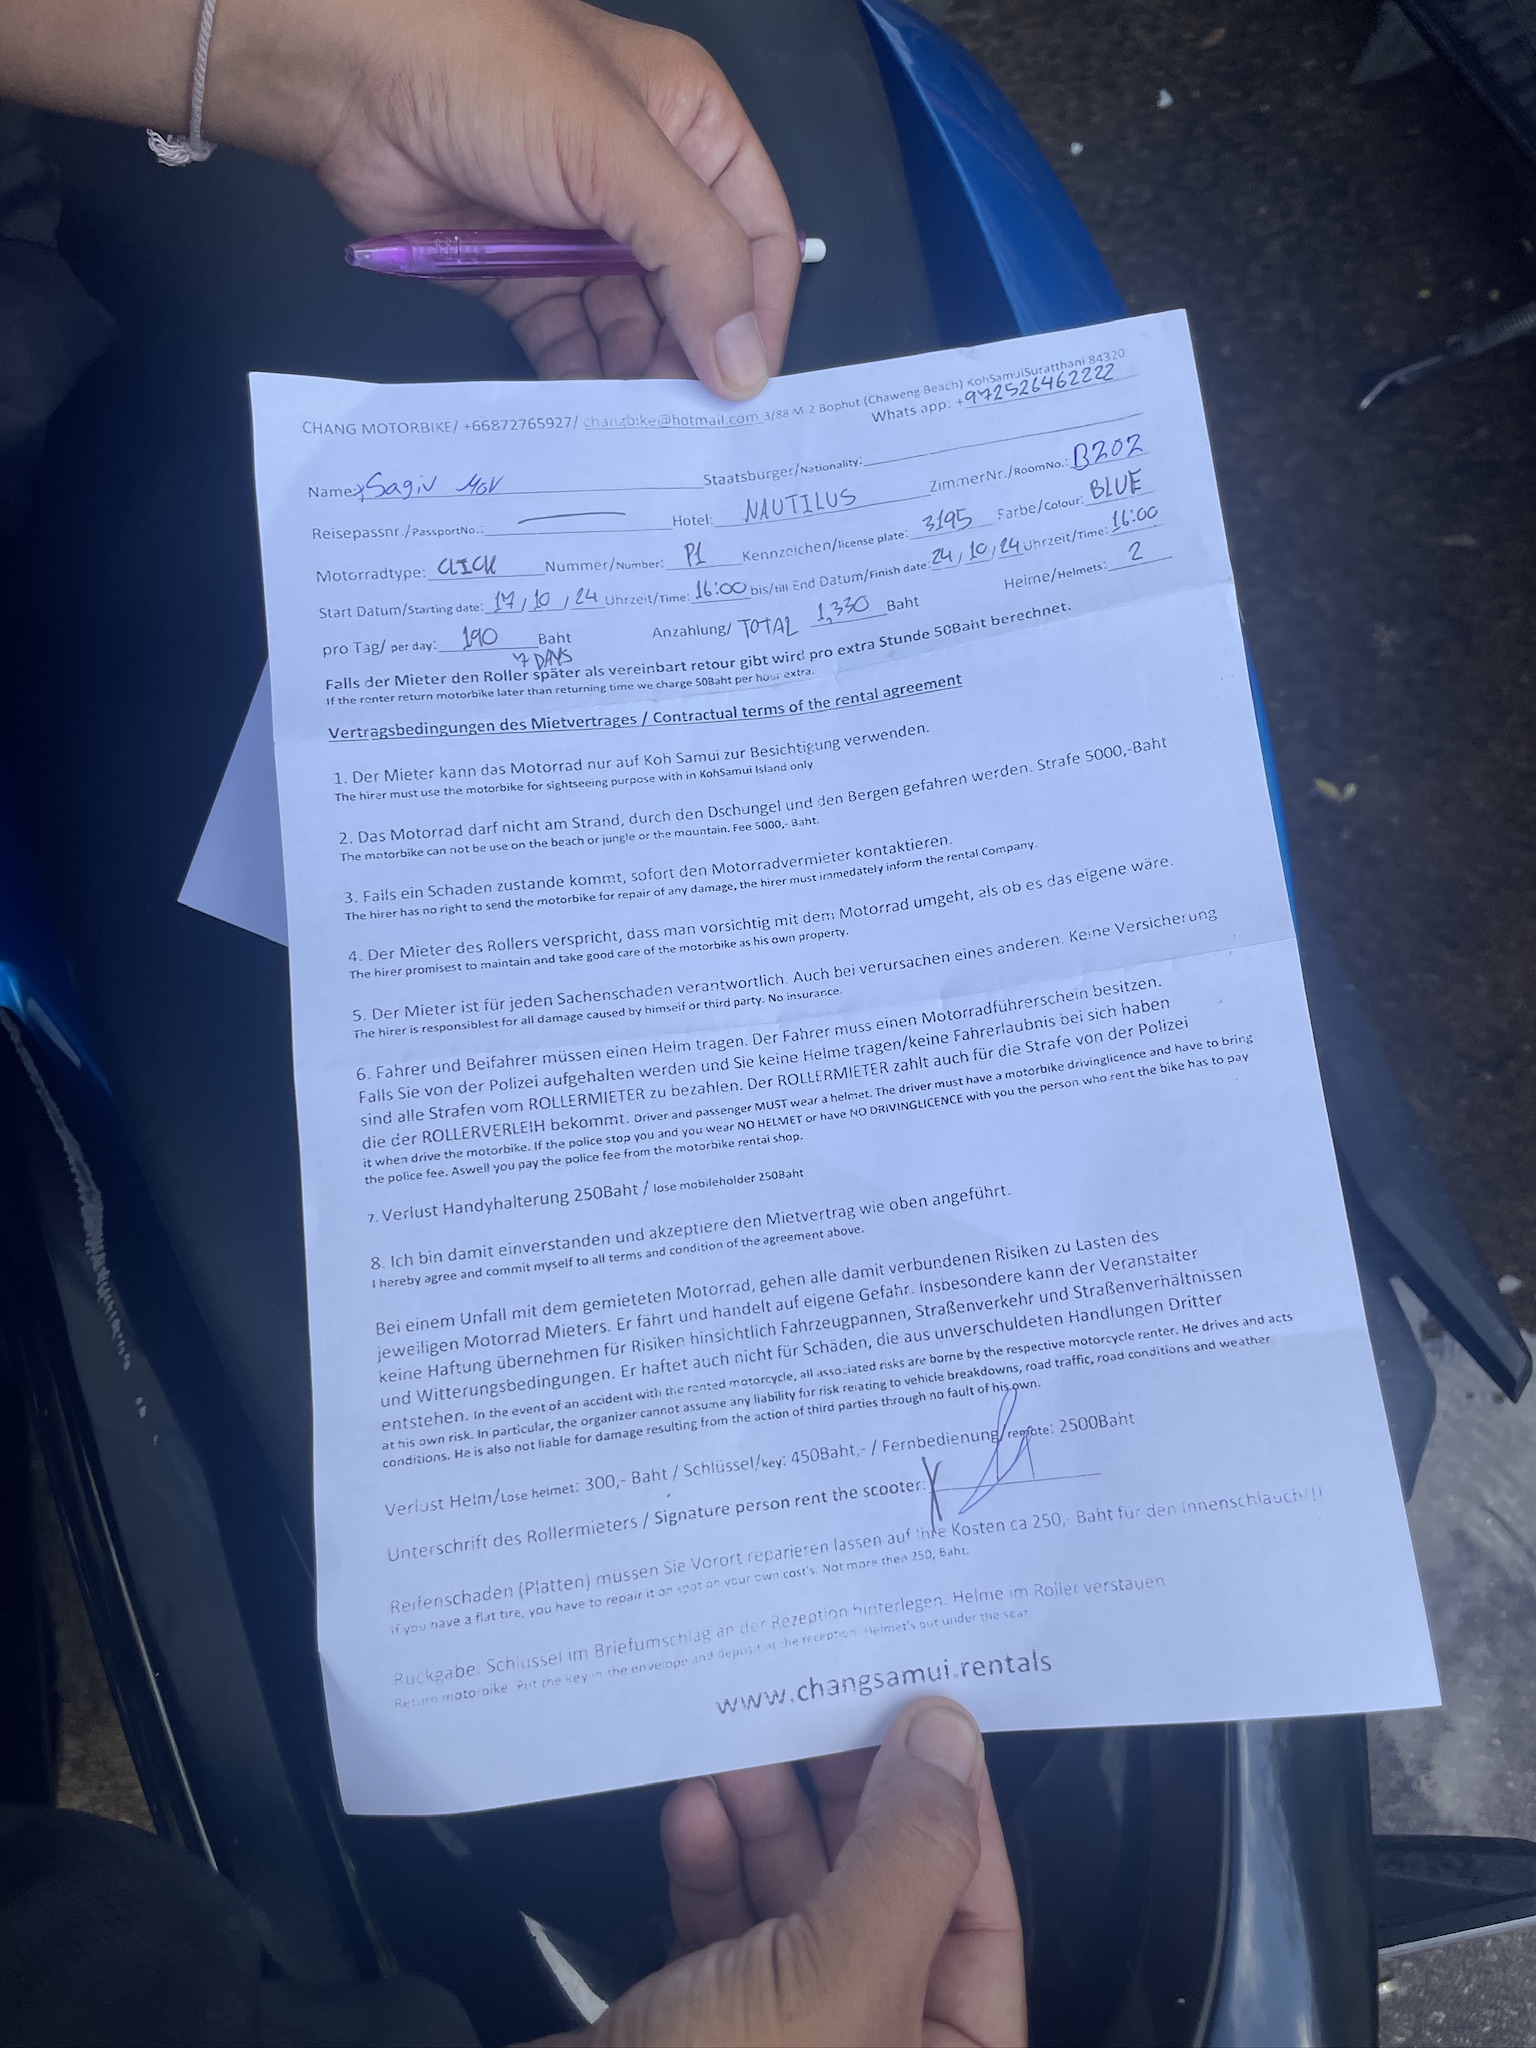 CHANG MOTORBIKE/ +66872765927/ changbike@hotmail.com 3/88 M.2 Bophut (Chaweng Beach) KohSamuiSuratthani 84320
Whats app: +972526462222
Name: Sagiv Staatsbürger/Nationality:
Reisepassnr./PassportNo.: Hotel: NAUTILUS ZimmerNr./RoomNo.: B202
Motorradtype: CLICK Nummer/Number: P1 Kennzeichen/license plate: 3195 Farbe/Colour: BLUE
Start Datum/Starting date: 17/10/24 Uhrzeit/Time: 16:00 bis/till End Datum/Finish date: 24/10/24 Uhrzeit/Time: 16:00
pro Tag/ per day: 190 Baht Anzahlung/ TOTAL 1,330 Baht Helme/Helmets: 2
7 DAYS
Falls der Mieter den Roller später als vereinbart retour gibt wird pro extra Stunde 50Baht berechnet.
If the renter return motorbike later than returning time we charge 50Baht per hour extra.
Vertragsbedingungen des Mietvertrages / Contractual terms of the rental agreement
1. Der Mieter kann das Motorrad nur auf Koh Samui zur Besichtigung verwenden.
The hirer must use the motorbike for sightseeing purpose with in KohSamui Island only
2. Das Motorrad darf nicht am Strand, durch den Dschungel und den Bergen gefahren werden. Strafe 5000,-Baht
The motorbike can not be use on the beach or jungle or the mountain. Fee 5000,- Baht.
3. Falls ein Schaden zustande kommt, sofort den Motorradvermieter kontaktieren.
The hirer has no right to send the motorbike for repair of any damage, the hirer must immedately inform the rental Company.
4. Der Mieter des Rollers verspricht, dass man vorsichtig mit dem Motorrad umgeht, als ob es das eigene wäre.
The hirer promisest to maintain and take good care of the motorbike as his own property.
5. Der Mieter ist für jeden Sachenschaden verantwortlich. Auch bei verursachen eines anderen. Keine Versicherung
The hirer is responsiblest for all damage caused by himself or third party. No insurance.
6. Fahrer und Beifahrer müssen einen Helm tragen. Der Fahrer muss einen Motorradführerschein besitzen.
Falls Sie von der Polizei aufgehalten werden und Sie keine Helme tragen/keine Fahrerlaubnis bei sich haben
sind alle Strafen vom ROLLERMIETER zu bezahlen. Der ROLLERMIETER zahlt auch für die Strafe von der Polizei
die der ROLLERVERLEIH bekommt. Driver and passenger MUST wear a helmet. The driver must have a motorbike drivinglicence and have to bring
it when drive the motorbike. If the police stop you and you wear NO HELMET or have NO DRIVINGLICENCE with you the person who rent the bike has to pay
the police fee. Aswell you pay the police fee from the motorbike rental shop.
7. Verlust Handyhalterung 250Baht / lose mobileholder 250Baht
8. Ich bin damit einverstanden und akzeptiere den Mietvertrag wie oben angeführt.
I hereby agree and commit myself to all terms and condition of the agreement above.
Bei einem Unfall mit dem gemieteten Motorrad, gehen alle damit verbundenen Risiken zu Lasten des
jeweiligen Motorrad Mieters. Er fährt und handelt auf eigene Gefahr. Insbesondere kann der Veranstalter
keine Haftung übernehmen für Risiken hinsichtlich Fahrzeugpannen, Straßenverkehr und Straßenverhältnissen
und Witterungsbedingungen. Er haftet auch nicht für Schäden, die aus unverschuldeten Handlungen Dritter
entstehen. In the event of an accident with the rented motorcycle, all associated risks are borne by the respective motorcycle renter. He drives and acts
at his own risk. In particular, the organizer cannot assume any liability for risk relating to vehicle breakdowns, road traffic, road conditions and weather
conditions. He is also not liable for damage resulting from the action of third parties through no fault of his own.
Verlust Helm/Lose helmet: 300,- Baht / Schlüssel/key: 450Baht,- / Fernbedienung/remote: 2500Baht
Unterschrift des Rollermieters / Signature person rent the scooter:
Reifenschaden (Platten) müssen Sie Vorort reparieren lassen auf Ihre Kosten ca 250,- Baht für den Innenschlauch!!!
If you have a flat tire, you have to repair it on spot on your own cost's. Not more then 250, Baht.
Rückgabe: Schlüssel im Briefumschlag an der Rezeption hinterlegen. Helme im Roller verstauen
Return motorbike: Put the key in the envelope and deposit at the reception. Helmet's out under the seat
www.changsamui.rentals